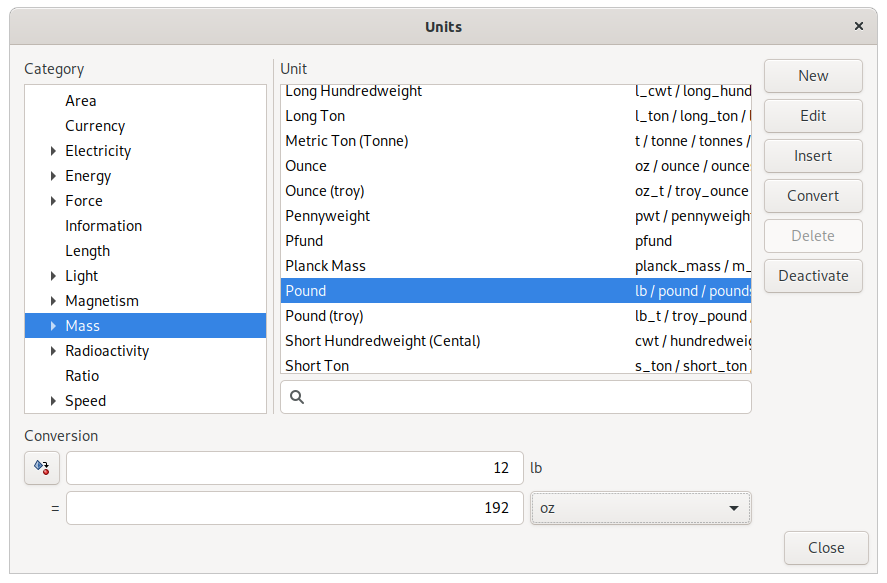 Units
Category
Unit
Area
Currency
Electricity
Energy
Force
Information
Length
Light
Magnetism
Mass
Radioactivity
Ratio
Speed
Long Hundredweight l_cwt / long_hund
Long Ton l_ton / long_ton / l
Metric Ton (Tonne) t / tonne / tonnes /
Ounce oz / ounce / ounces
Ounce (troy) oz_t / troy_ounce
Pennyweight pwt / pennyweigh
Pfund pfund
Planck Mass planck_mass / m_
Pound lb / pound / pounds
Pound (troy) lb_t / troy_pound
Short Hundredweight (Cental) cwt / hundredweig
Short Ton s_ton / short_ton /
New
Edit
Insert
Convert
Delete
Deactivate
Conversion
12 lb
= 192 oz
Close